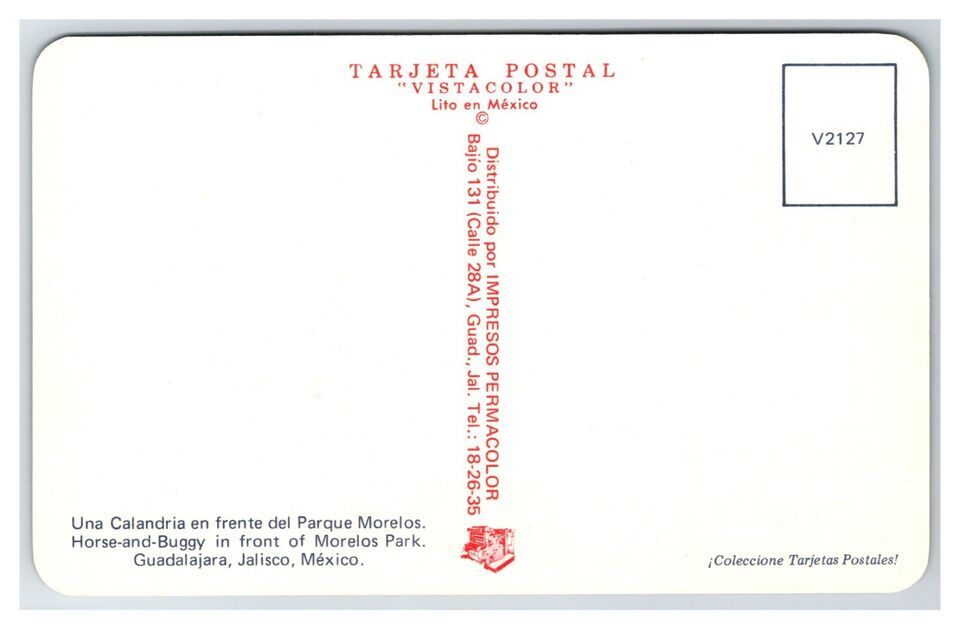 TARJETA POSTAL
"VISTACOLOR"
Lito en México
©
V2127
Distribuido por IMPRESOS PERMACOLOR
Bajío 131 (Calle 28A), Guad., Jal. Tel.: 18-26-35
Una Calandria en frente del Parque Morelos.
Horse-and-Buggy in front of Morelos Park.
Guadalajara, Jalisco, México.
¡Coleccione Tarjetas Postales!